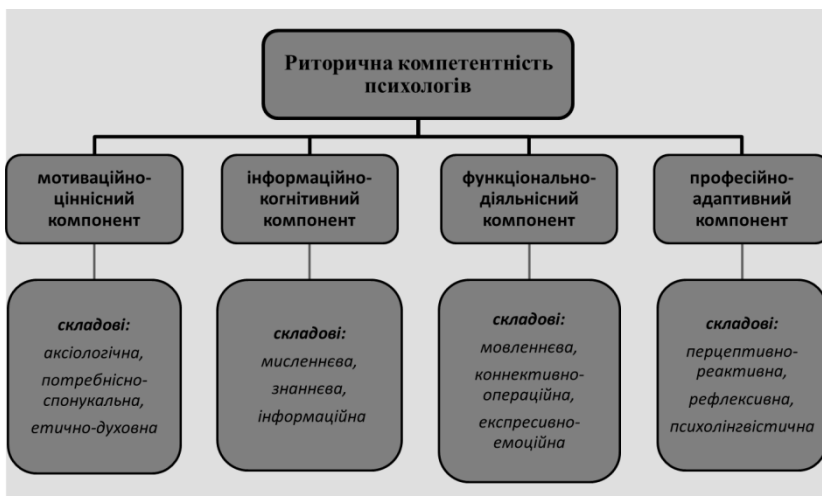 Риторична компетентність
психологів
мотиваційно-
ціннісний
компонент
інформаційно-
когнітивний
компонент
функціонально-
діяльнісний
компонент
професійно-
адаптивний
компонент
складові:
аксіологічна,
потребнісно-
спонукальна,
етично-духовна
складові:
мисленнєва,
знаннєва,
інформаційна
складові:
мовленнєва,
коннективно-
операційна,
експресивно-
емоційна
складові:
перцептивно-
реактивна,
рефлексивна,
психолінгвістична